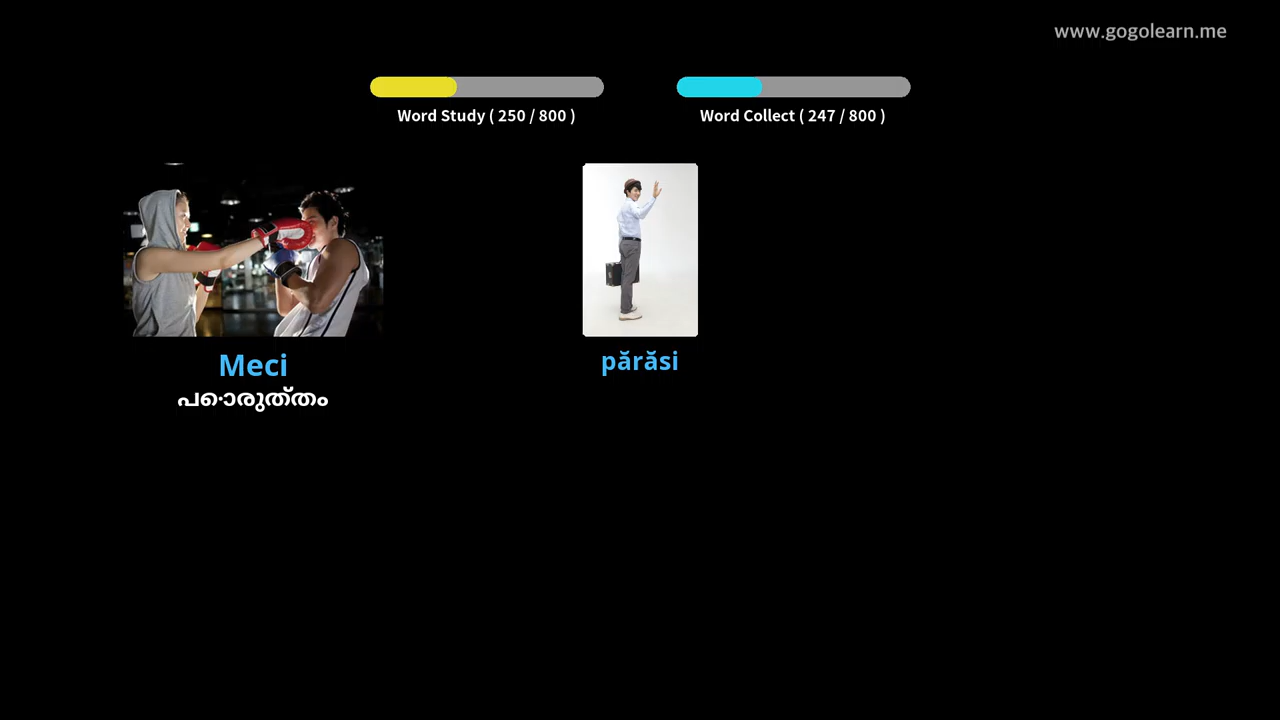 www.gogolearn.me
Word Study ( 250 / 800 )
Word Collect ( 247 / 800 )
Meci
പൊരുത്തം
părăsi